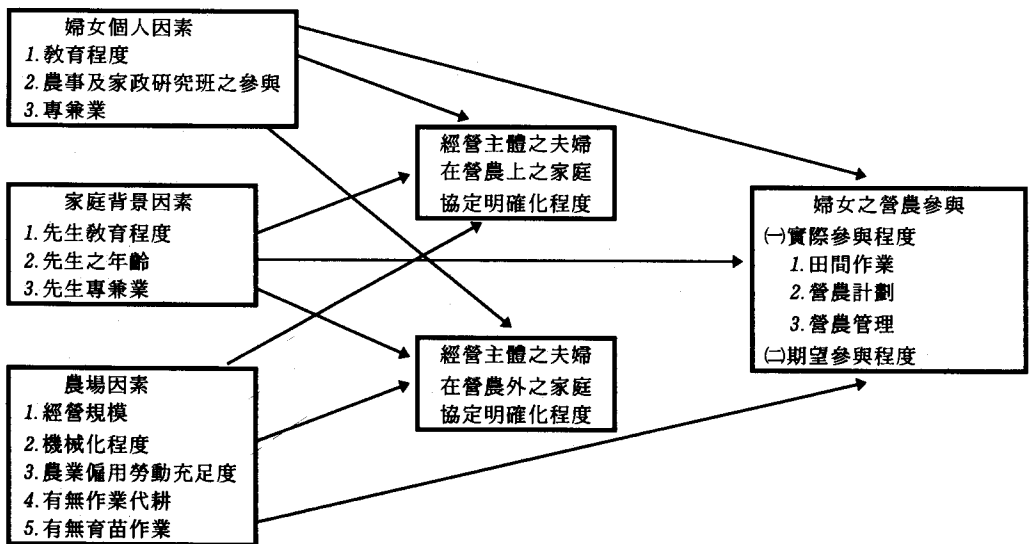 婦女個人因素
1.教育程度
2.農事及家政研究班之參與
3.專兼業
家庭背景因素
1.先生教育程度
2.先生之年齡
3.先生專兼業
農場因素
1.經營規模
2.機械化程度
3.農業僱用勞動充足度
4.有無作業代耕
5.有無育苗作業
經營主體之夫婦
在營農上之家庭
協定明確化程度
經營主體之夫婦
在營農外之家庭
協定明確化程度
婦女之營農參與
㈠實際參與程度
1.田間作業
2.營農計劃
3.營農管理
㈡期望參與程度